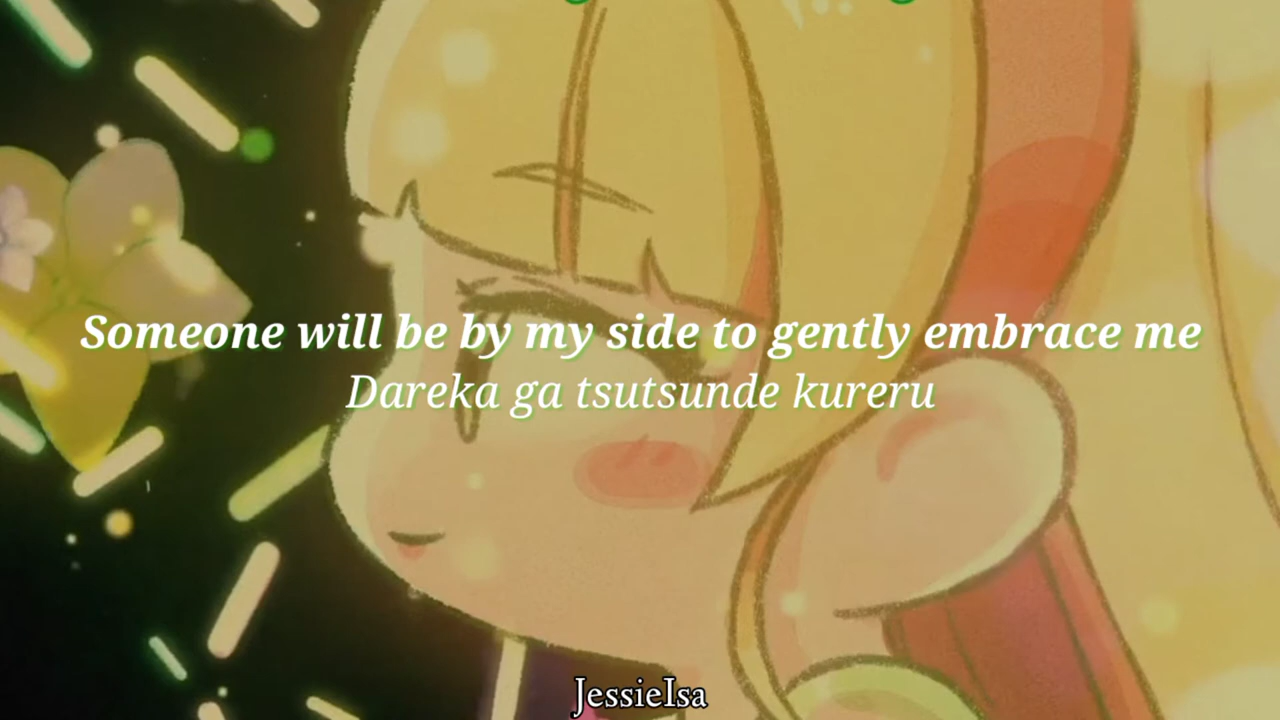 Someone will be by my side to gently embrace me
Dareka ga tsutsunde kureru
JessieIsa